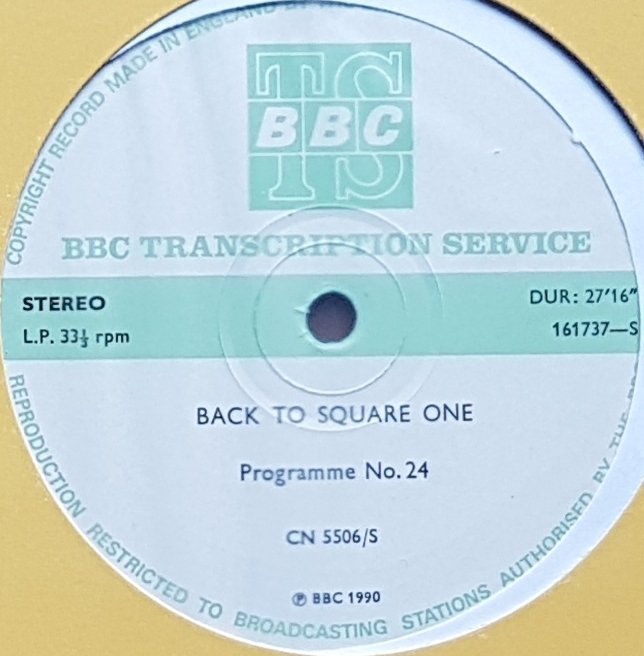 COPYRIGHT RECORD MADE IN ENGLAND BY
TS
BBC
BBC TRANSCRIPTION SERVICE
STEREO
DUR: 27'16"
L.P. 33⅓ rpm
161737—S
BACK TO SQUARE ONE
Programme No. 24
CN 5506/S
℗ BBC 1990
REPRODUCTION RESTRICTED TO BROADCASTING STATIONS AUTHORISED BY THE